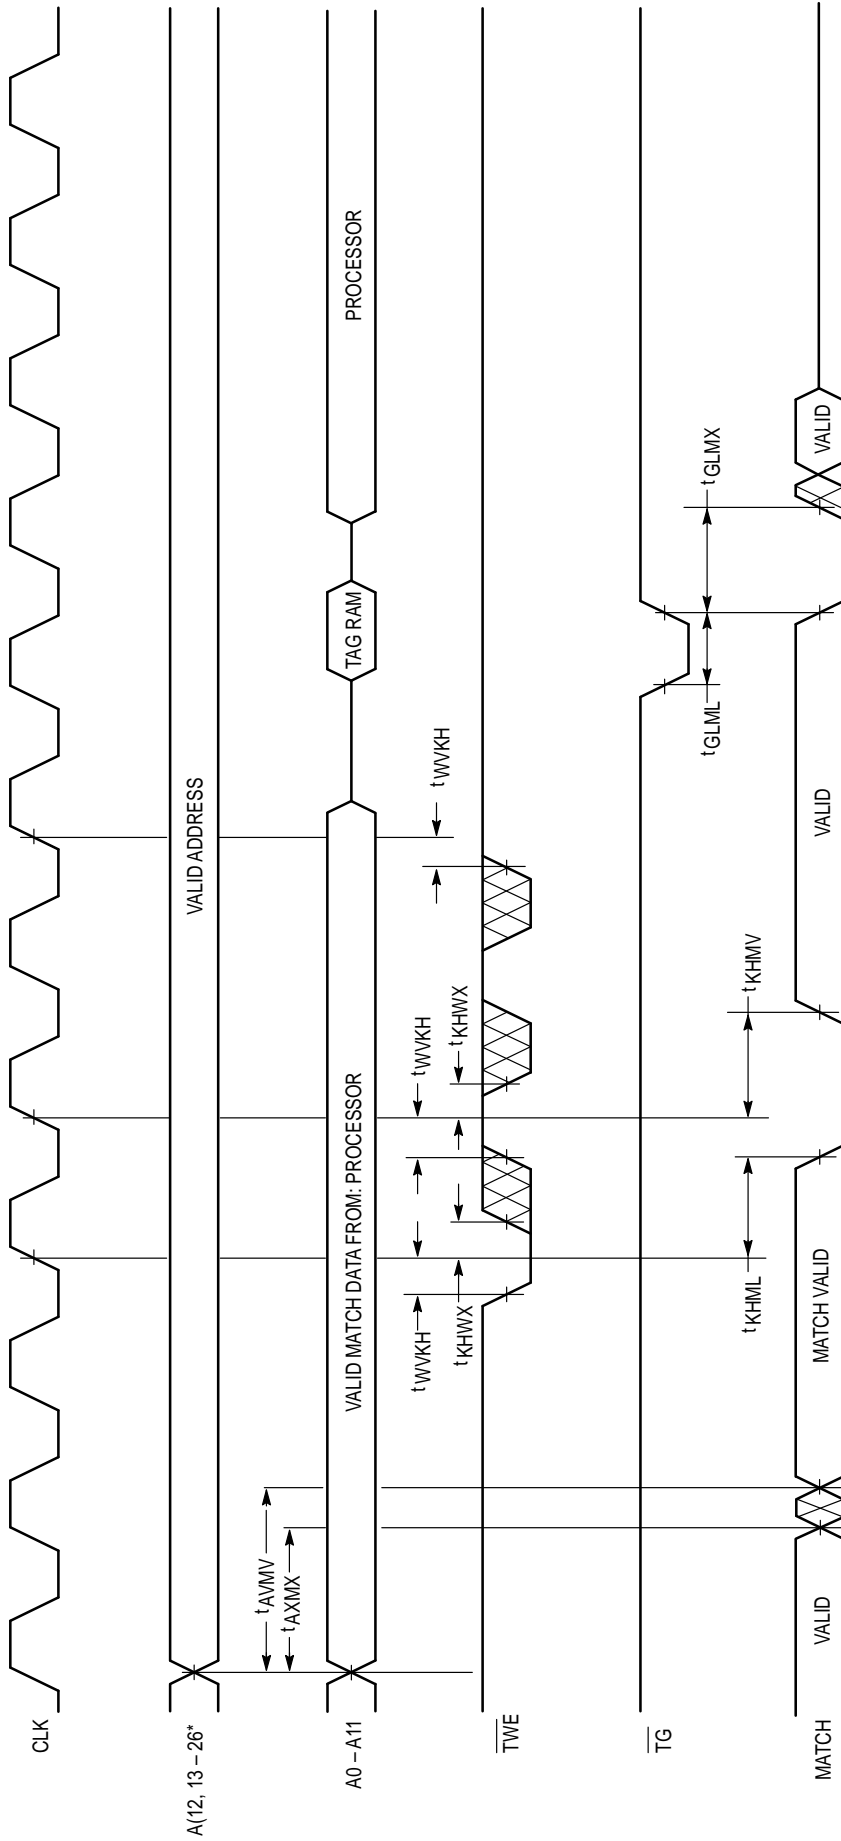 CLK
A(12, 13 – 26*
VALID ADDRESS
tAVMV
tAXMX
A0 – A11
VALID MATCH DATA FROM: PROCESSOR
TAG RAM
PROCESSOR
tWVKH
tWVKH
tWVKH
tKHWX
tKHWX
TWE
TG
tGLML
tGLMX
tKHML
tKHMV
MATCH
VALID
MATCH VALID
VALID
VALID